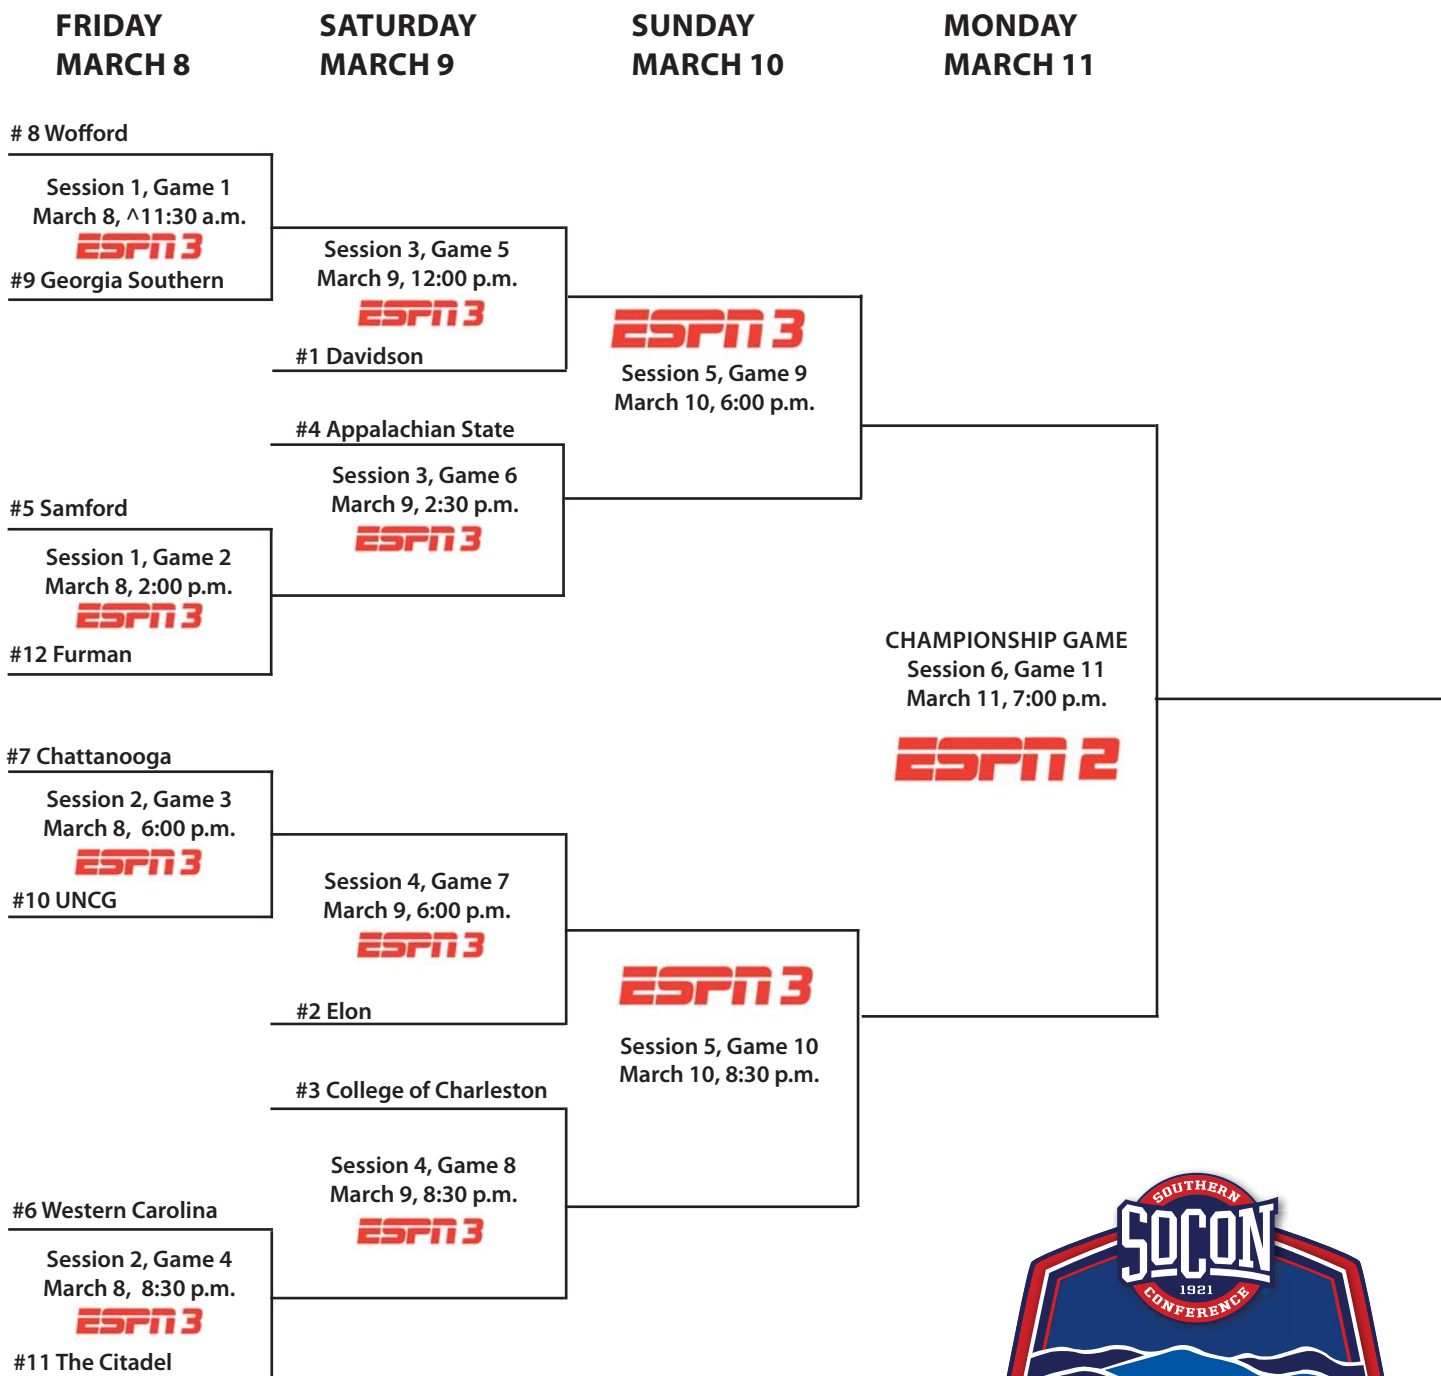 FRIDAY
MARCH 8
SATURDAY
MARCH 9
SUNDAY
MARCH 10
MONDAY
MARCH 11
# 8 Wofford
Session 1, Game 1
March 8, ^11:30 a.m.
ESPN 3
#9 Georgia Southern
#5 Samford
Session 1, Game 2
March 8, 2:00 p.m.
ESPN 3
#12 Furman
#7 Chattanooga
Session 2, Game 3
March 8,  6:00 p.m.
ESPN 3
#10 UNCG
#6 Western Carolina
Session 2, Game 4
March 8,  8:30 p.m.
ESPN 3
#11 The Citadel
Session 3, Game 5
March 9, 12:00 p.m.
ESPN 3
#1 Davidson
#4 Appalachian State
Session 3, Game 6
March 9, 2:30 p.m.
ESPN 3
Session 4, Game 7
March 9, 6:00 p.m.
ESPN 3
#2 Elon
#3 College of Charleston
Session 4, Game 8
March 9, 8:30 p.m.
ESPN 3
ESPN 3
Session 5, Game 9
March 10, 6:00 p.m.
ESPN 3
Session 5, Game 10
March 10, 8:30 p.m.
CHAMPIONSHIP GAME
Session 6, Game 11
March 11, 7:00 p.m.
ESPN 2
SOUTHERN
SOCON
1921
CONFERENCE